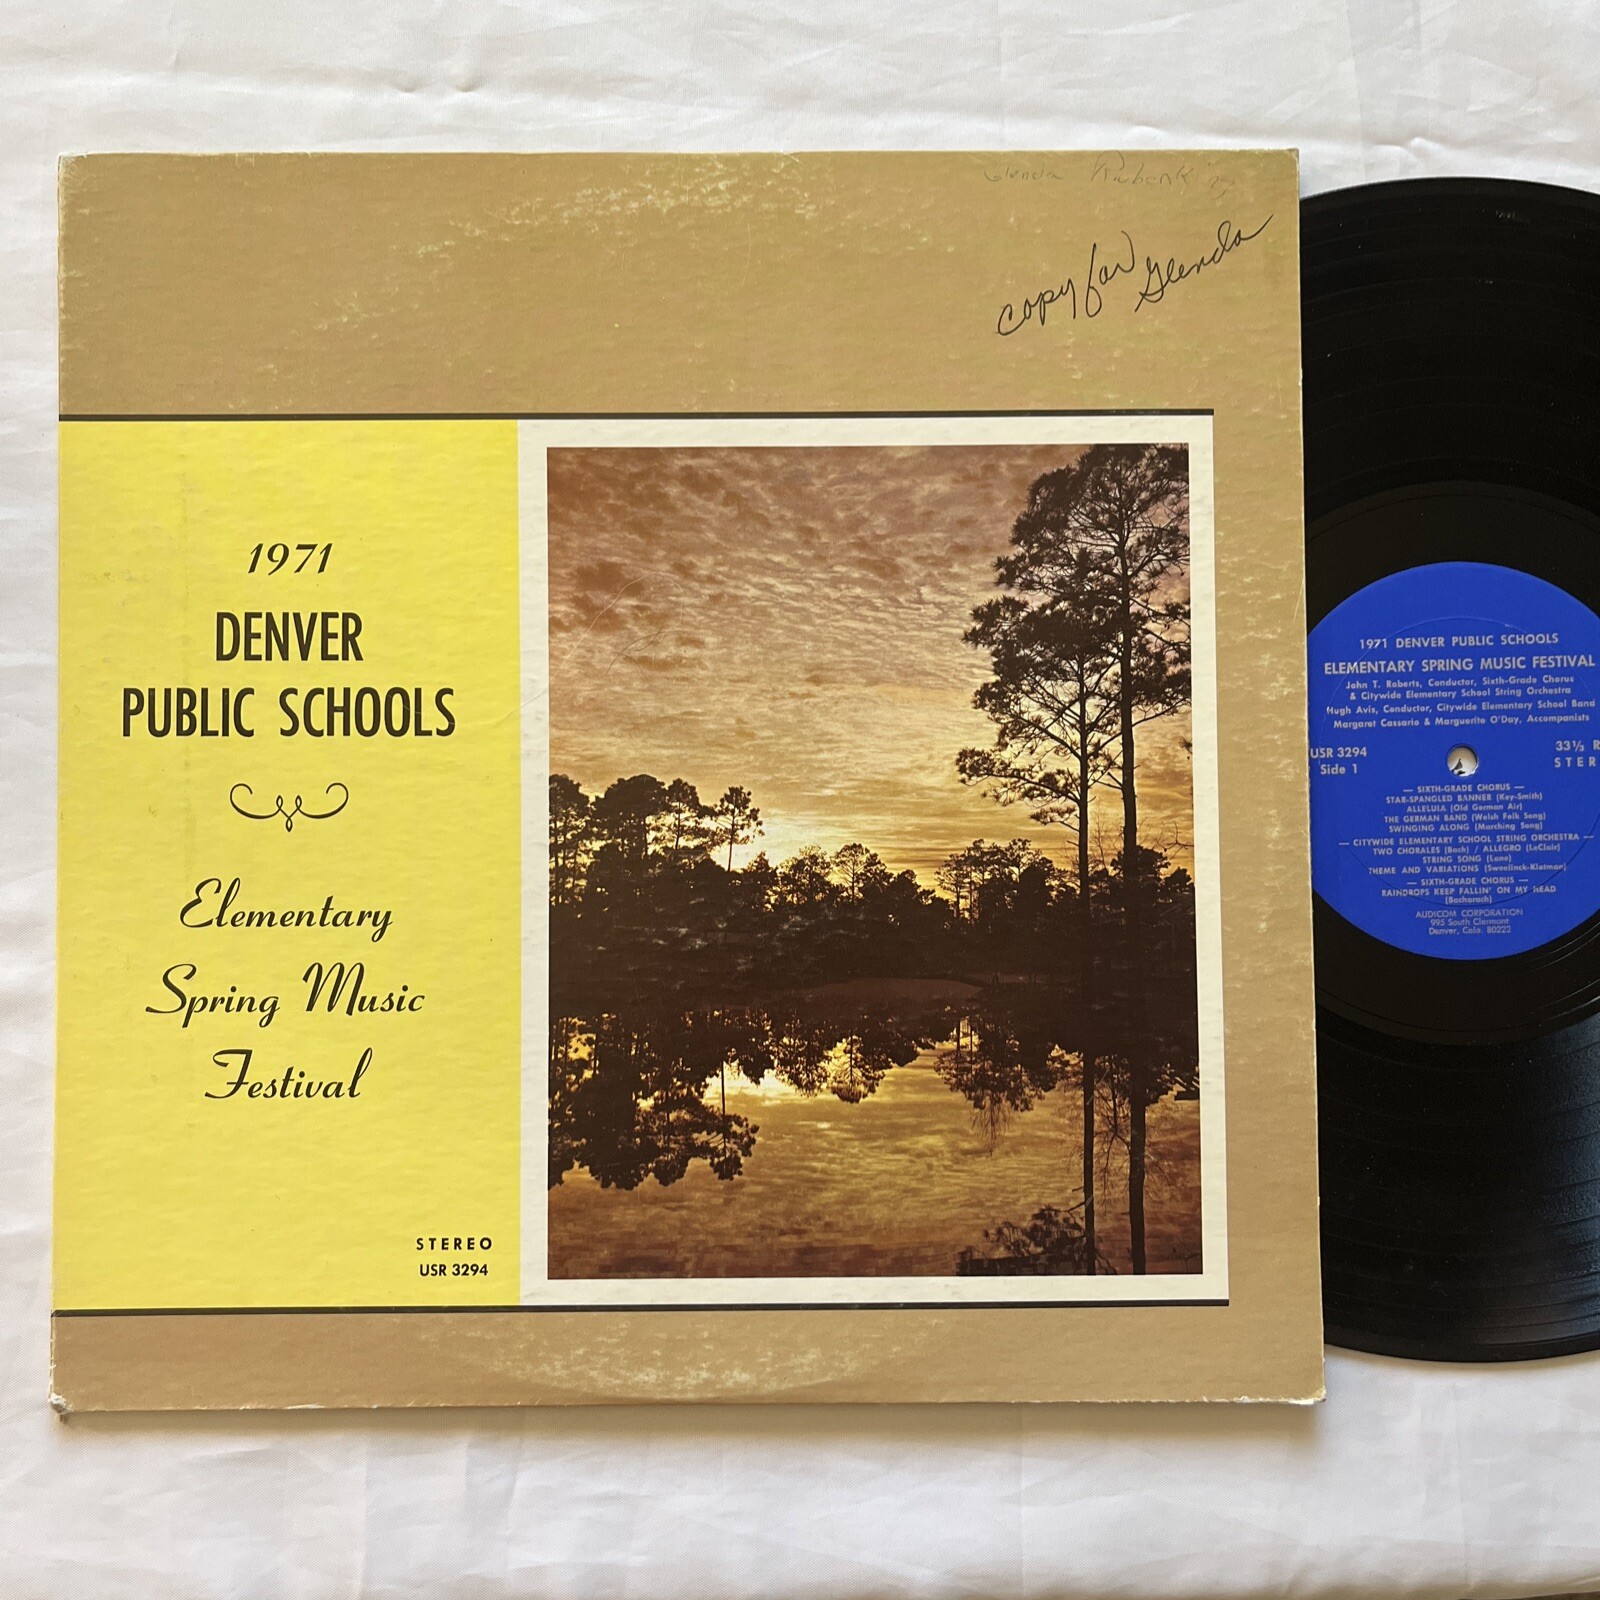 Glenda
copy for
Glenda
1971
DENVER
PUBLIC SCHOOLS
Elementary
Spring Music
Festival
STEREO
USR 3294
1971 DENVER PUBLIC SCHOOLS
ELEMENTARY SPRING MUSIC FESTIVAL
John T. Roberts, Conductor, Sixth-Grade Chorus
& Citywide Elementary School String Orchestra
Hugh Avis, Conductor, Citywide Elementary School Band
Margaret Cassario & Marguerite O'Day, Accompanists
USR 3294
Side 1
33⅓ R
STER
— SIXTH-GRADE CHORUS —
STAR-SPANGLED BANNER (Key-Smith)
ALLELUIA (Old German Air)
THE GERMAN BAND (Welsh Folk Song)
SWINGING ALONG (Marching Song)
— CITYWIDE ELEMENTARY SCHOOL STRING ORCHESTRA —
TWO CHORALES (Bach) / ALLEGRO (LeClair)
STRING SONG (Lane)
THEME AND VARIATIONS (Sweelinck-Klotman)
— SIXTH-GRADE CHORUS —
RAINDROPS KEEP FALLIN' ON MY HEAD
(Bacharach)
AUDICOM CORPORATION
995 South Clermont
Denver, Colo. 80222